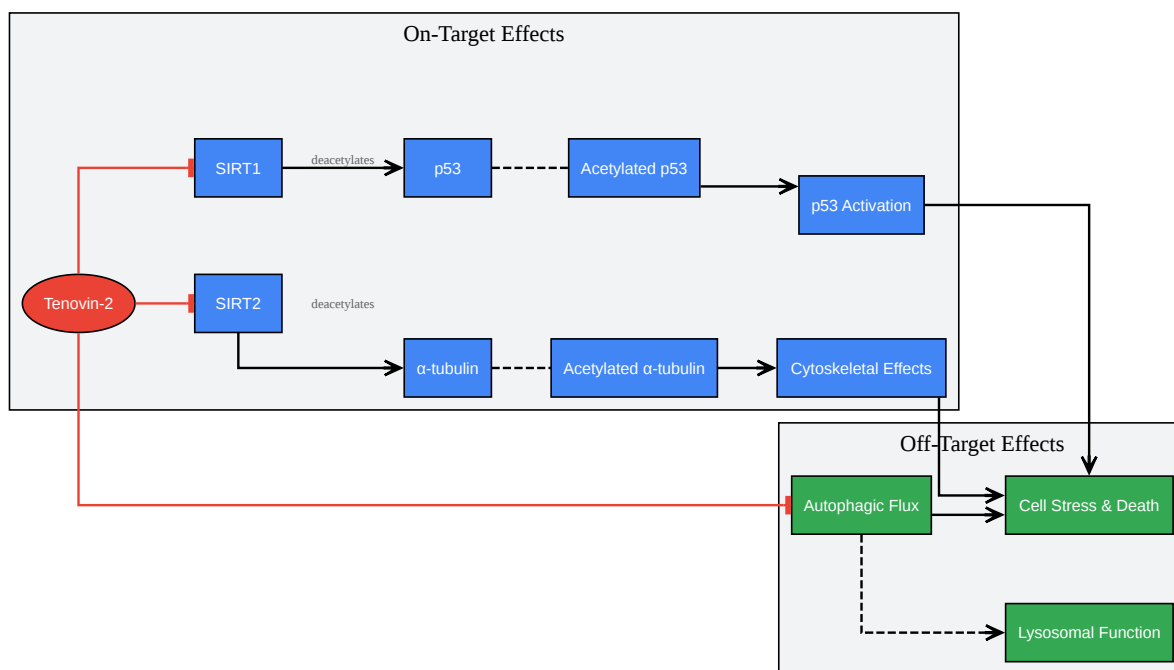 On-Target Effects
SIRT1
deacetylates
p53
Acetylated p53
p53 Activation
Tenovin-2
SIRT2
deacetylates
α-tubulin
Acetylated α-tubulin
Cytoskeletal Effects
Off-Target Effects
Autophagic Flux
Cell Stress & Death
Lysosomal Function